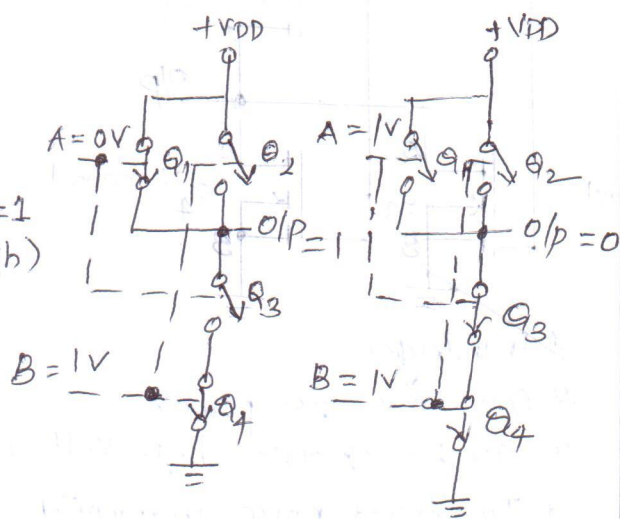 +VDD
A = 0V
Q1
Q2
O/P = 1
Q3
B = 1V
Q4
+VDD
A = 1V
Q1
Q2
O/P = 0
Q3
B = 1V
Q4
=1
h)